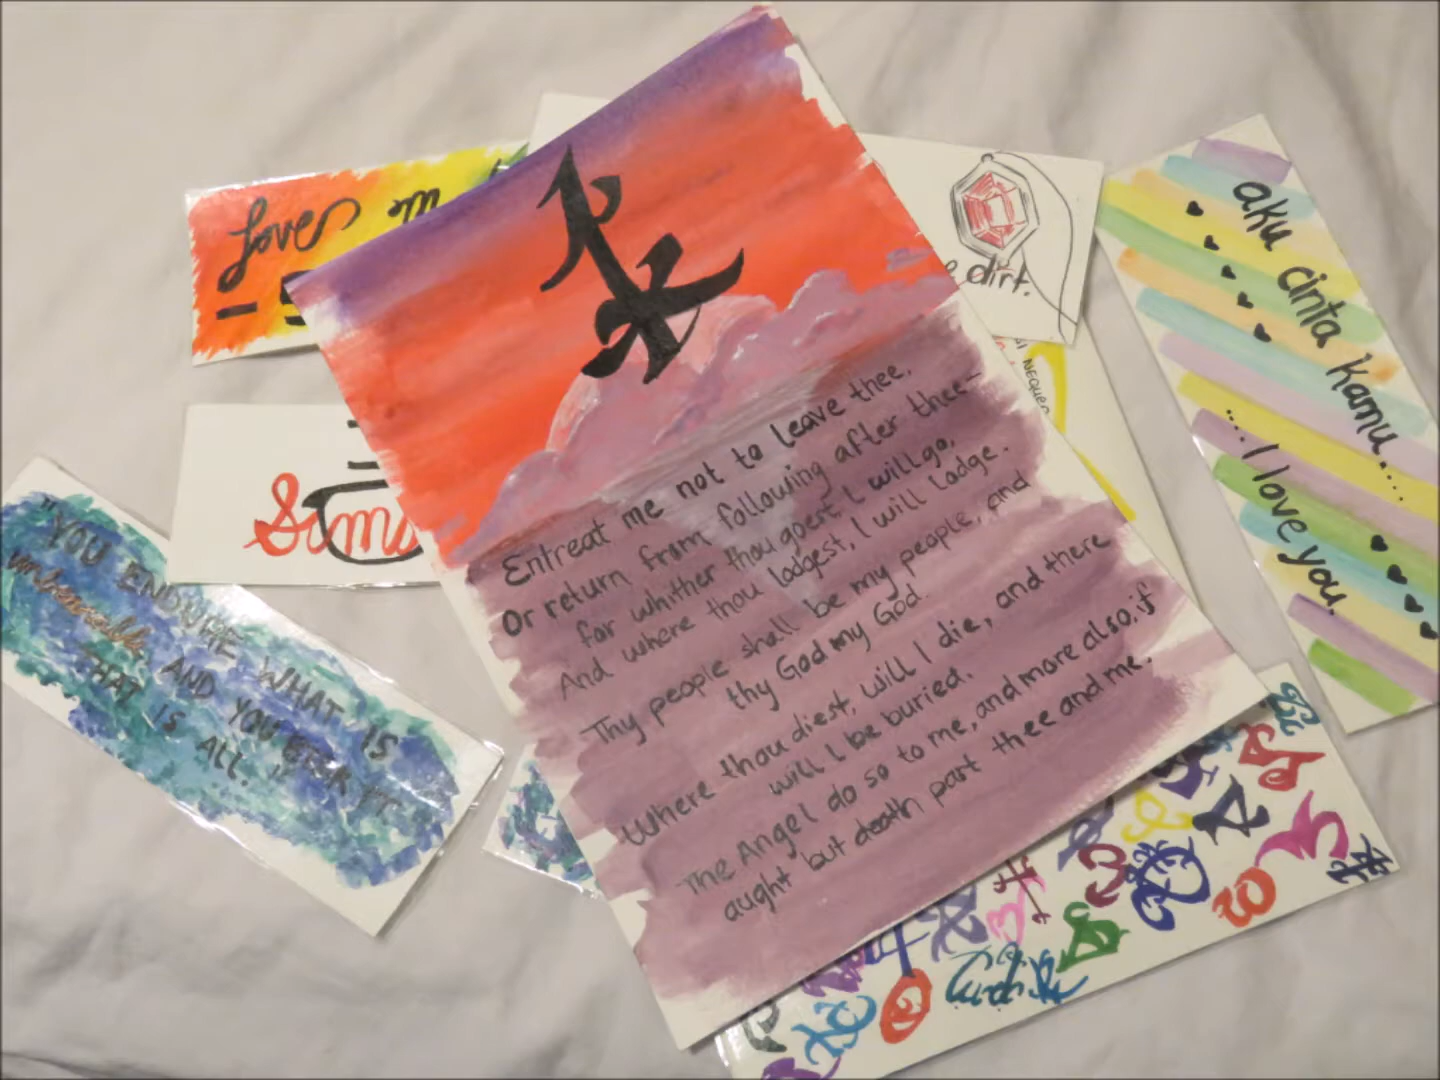 love me
aku cinta kamu....
....I love you.
dirt.
NEQUE
"YOU ENDURE WHAT IS
unbearable, AND YOU BEAR IT.
THAT IS ALL."
Entreat me not to leave thee,
Or return from following after thee—
for whither thou goest, I will go,
And where thou lodgest, I will lodge.
Thy people shall be my people, and
thy God my God.
Where thou diest, will I die, and there
will I be buried.
The Angel do so to me, and more also, if
aught but death part thee and me.